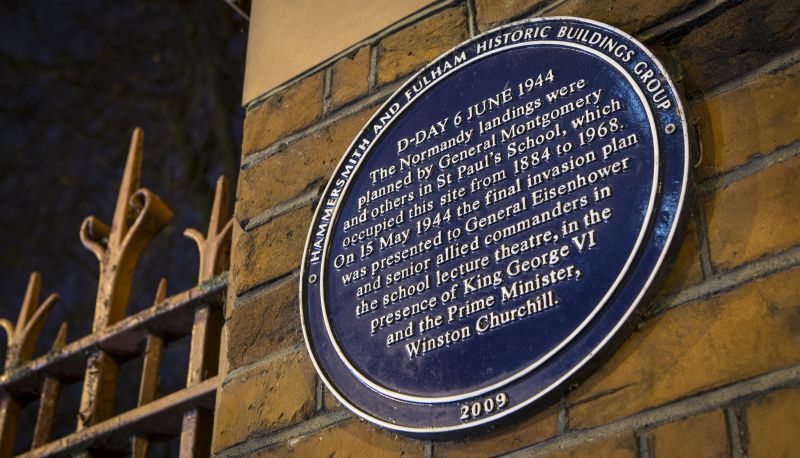 HAMMERSMITH AND FULHAM HISTORIC BUILDINGS GROUP
D-DAY 6 JUNE 1944
The Normandy landings were
planned by General Montgomery
and others in St Paul's School, which
occupied this site from 1884 to 1968.
On 15 May 1944 the final invasion plan
was presented to General Eisenhower
and senior allied commanders in
the school lecture theatre, in the
presence of King George VI
and the Prime Minister,
Winston Churchill.
2009